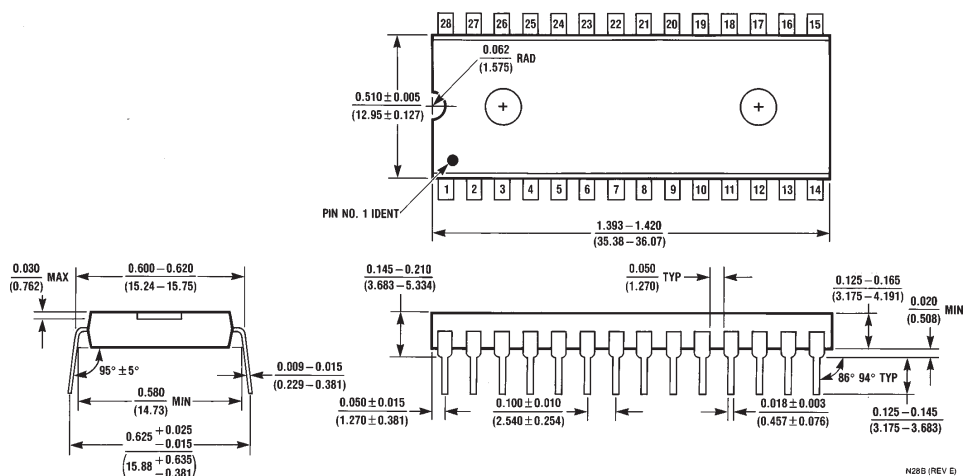 28 27 26 25 24 23 22 21 20 19 18 17 16 15
0.062
(1.575)
RAD
0.510 ± 0.005
(12.95 ± 0.127)
1 2 3 4 5 6 7 8 9 10 11 12 13 14
PIN NO. 1 IDENT
1.393 – 1.420
(35.38 – 36.07)
0.030
(0.762)
MAX
0.600 – 0.620
(15.24 – 15.75)
95° ±5°
0.580
(14.73)
MIN
0.009 – 0.015
(0.229 – 0.381)
0.625 +0.025
−0.015
(15.88 +0.635
−0.381)
0.145 – 0.210
(3.683 – 5.334)
0.050
(1.270)
TYP
0.125 – 0.165
(3.175 – 4.191)
0.020
(0.508)
MIN
86° 94° TYP
0.050 ± 0.015
(1.270 ± 0.381)
0.100 ± 0.010
(2.540 ± 0.254)
0.018 ± 0.003
(0.457 ± 0.076)
0.125 – 0.145
(3.175 – 3.683)
N28B (REV E)